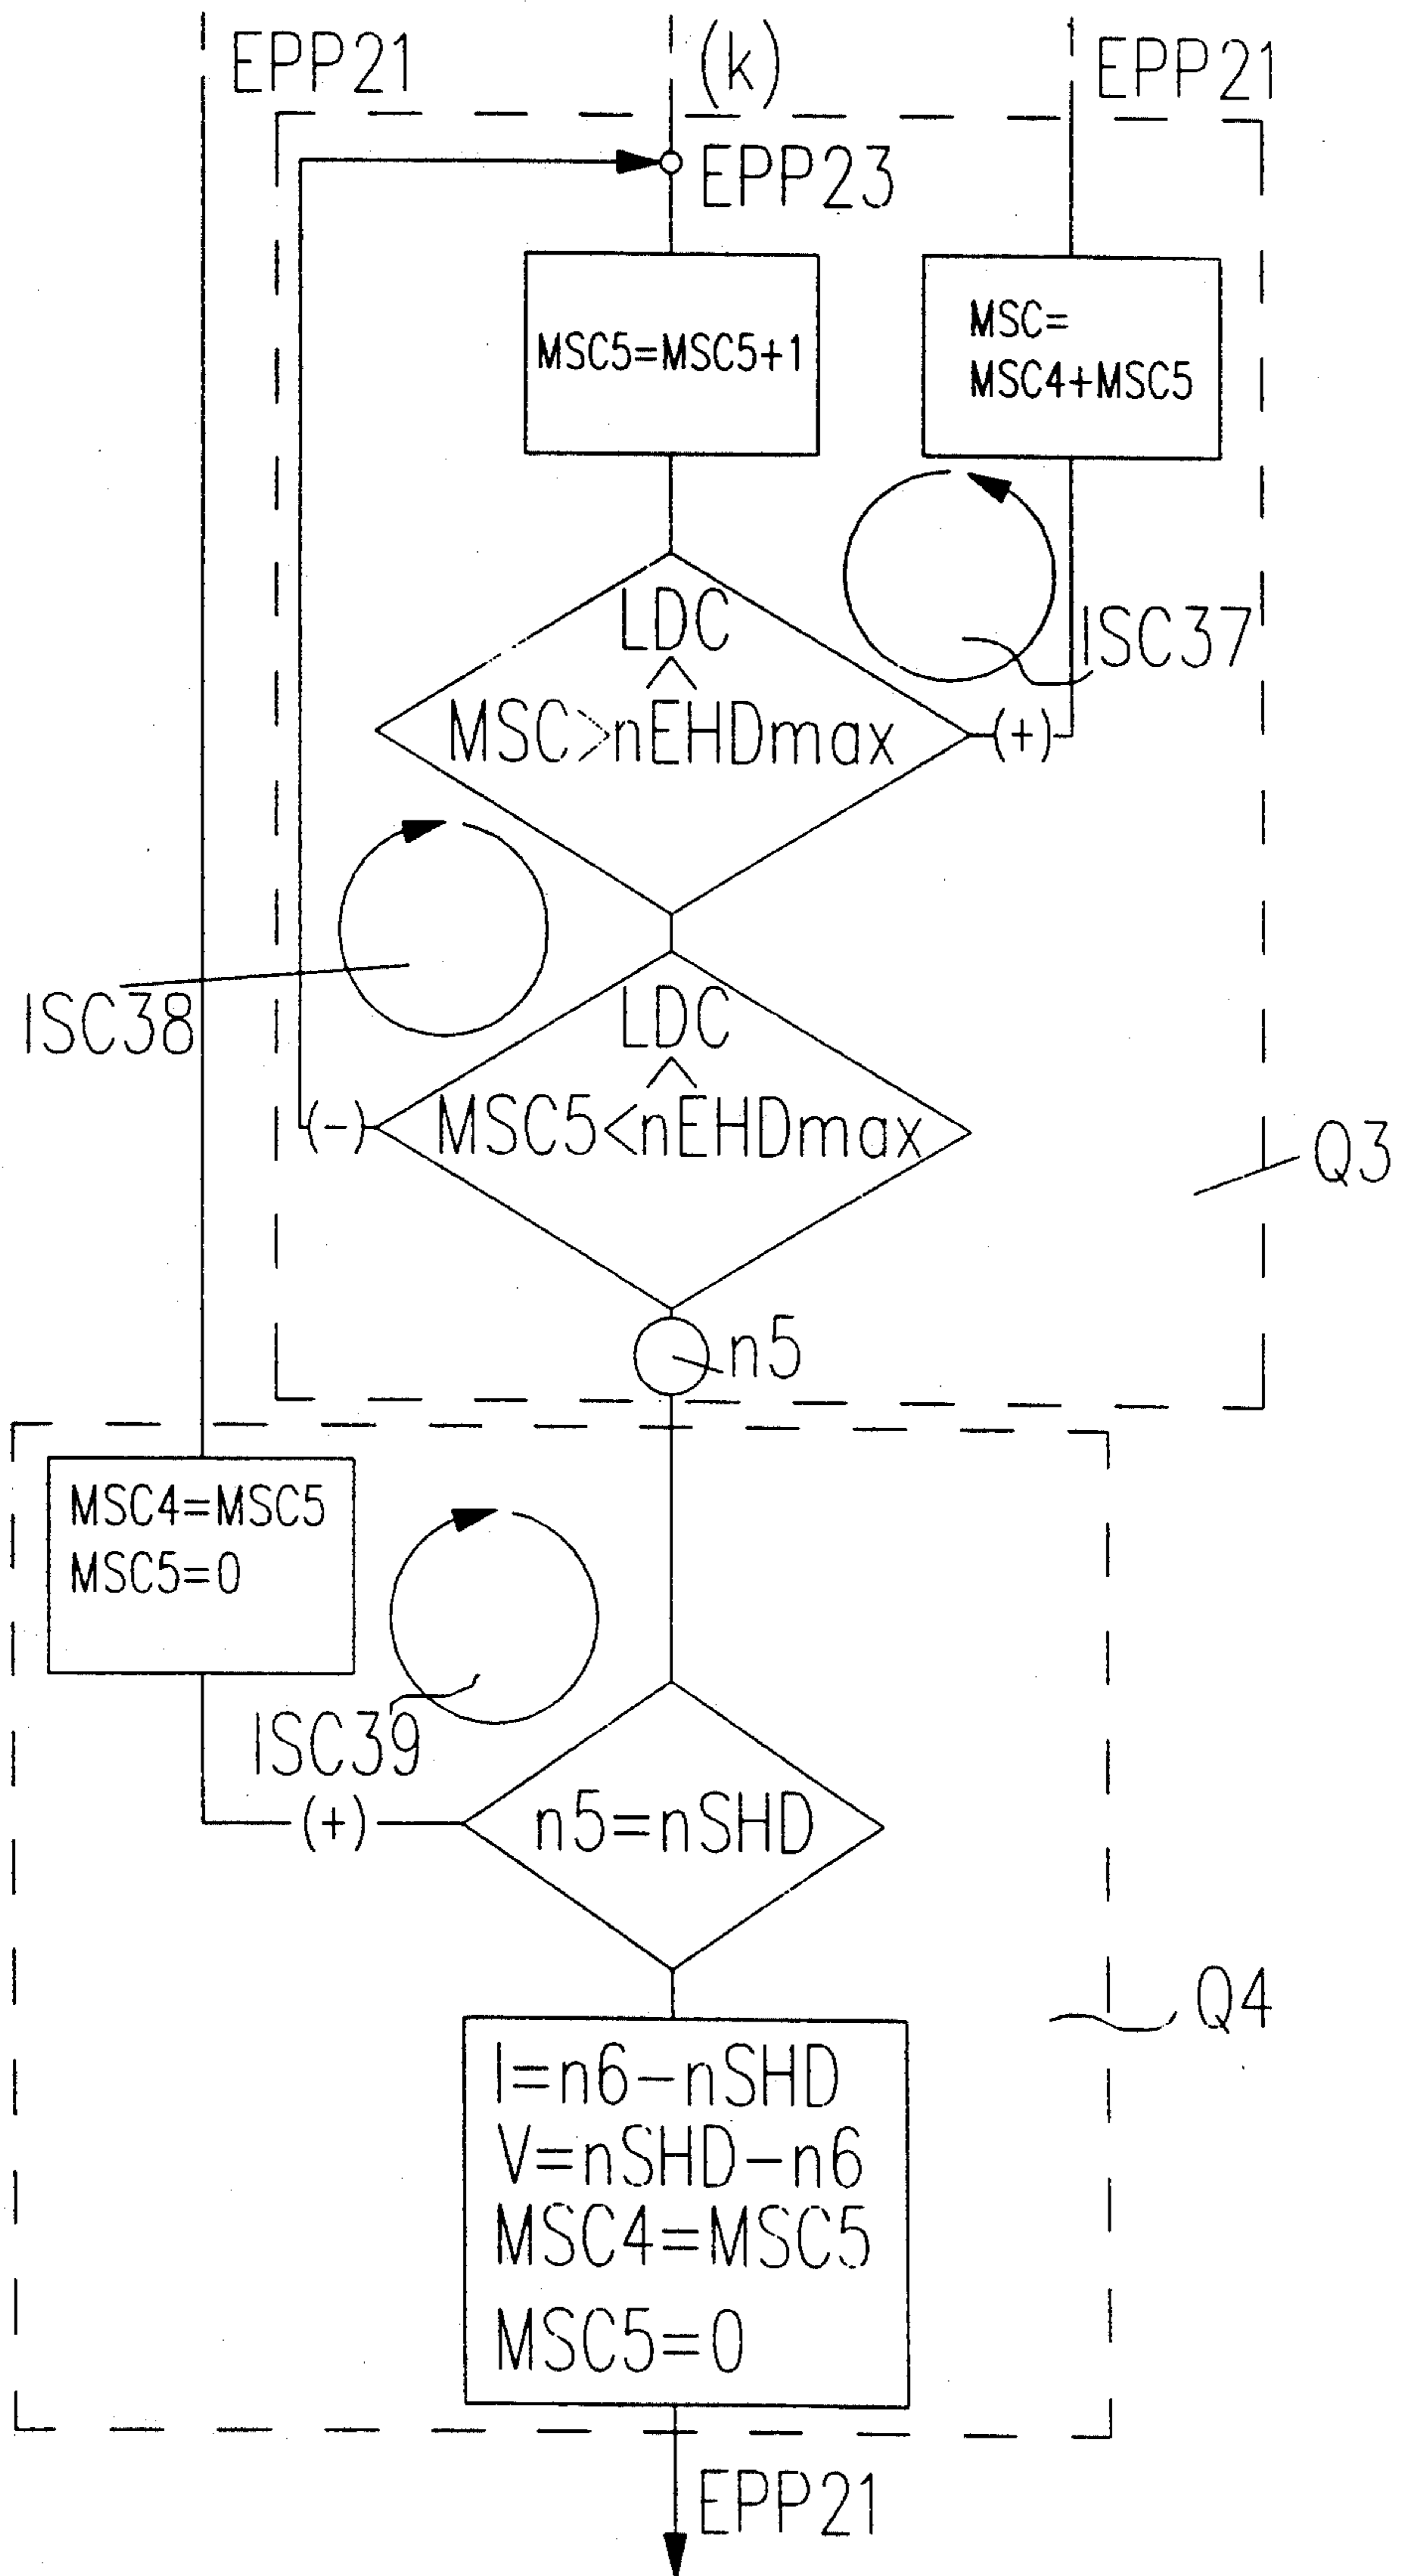 EPP21
(k)
EPP21
EPP23
MSC5=MSC5+1
MSC=
MSC4+MSC5
LDC
^
MSC>nEHDmax
(+)
ISC37
ISC38
LDC
^
MSC5<nEHDmax
(-)
Q3
n5
MSC4=MSC5
MSC5=0
ISC39
(+)
n5=nSHD
Q4
I=n6-nSHD
V=nSHD-n6
MSC4=MSC5
MSC5=0
EPP21